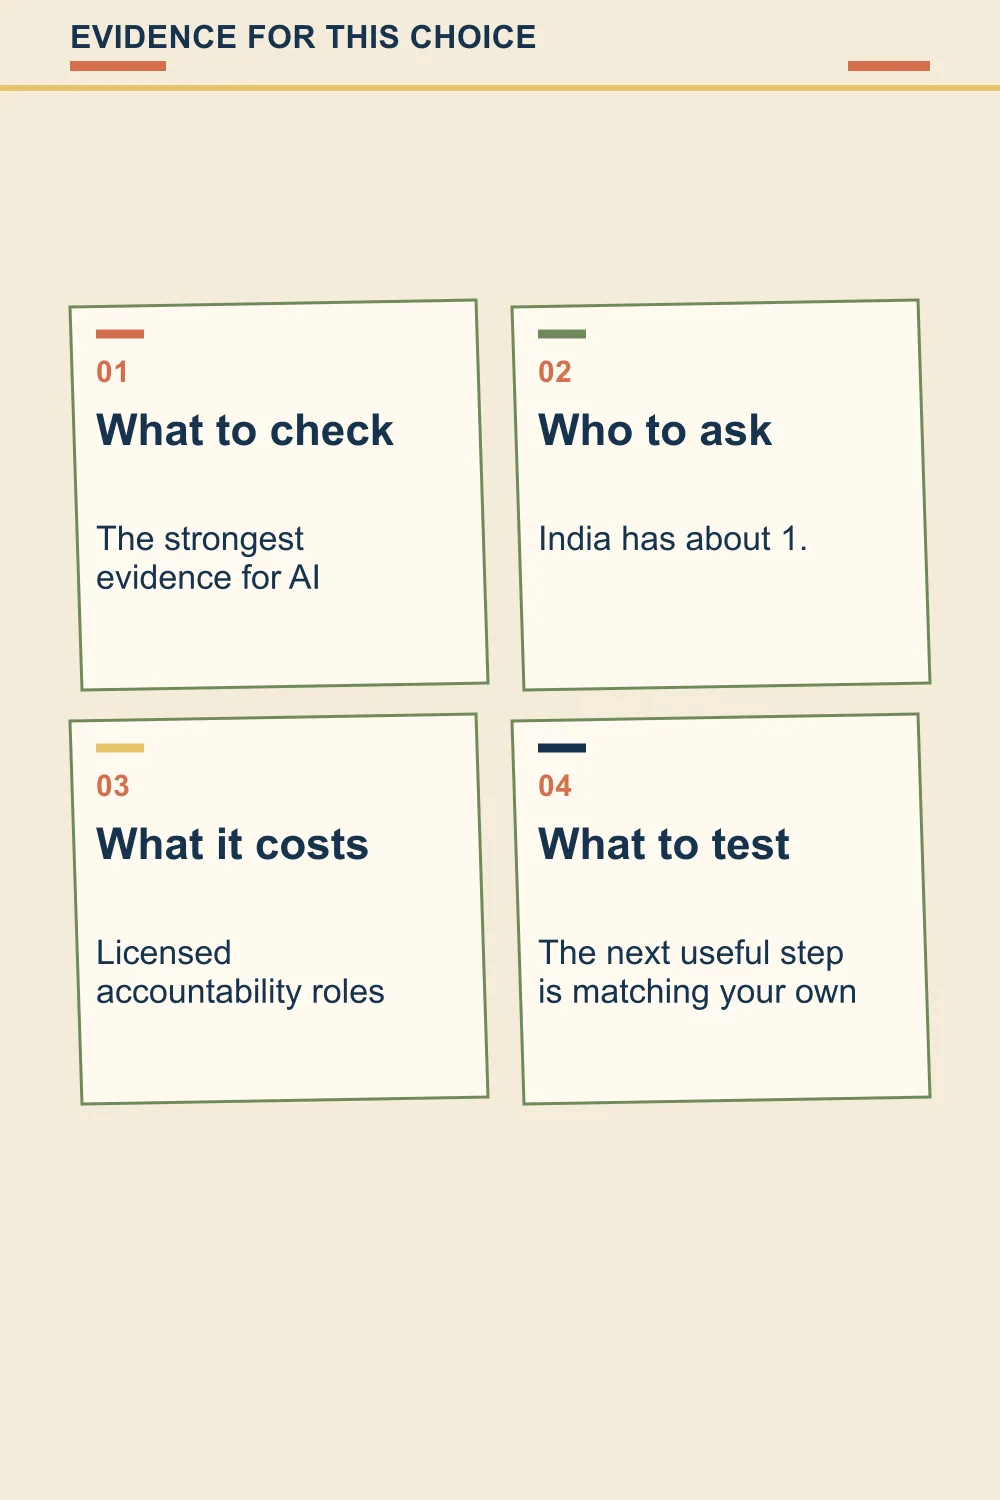 EVIDENCE FOR THIS CHOICE
01
What to check
The strongest
evidence for AI
02
Who to ask
India has about 1.
03
What it costs
Licensed
accountability roles
04
What to test
The next useful step
is matching your own